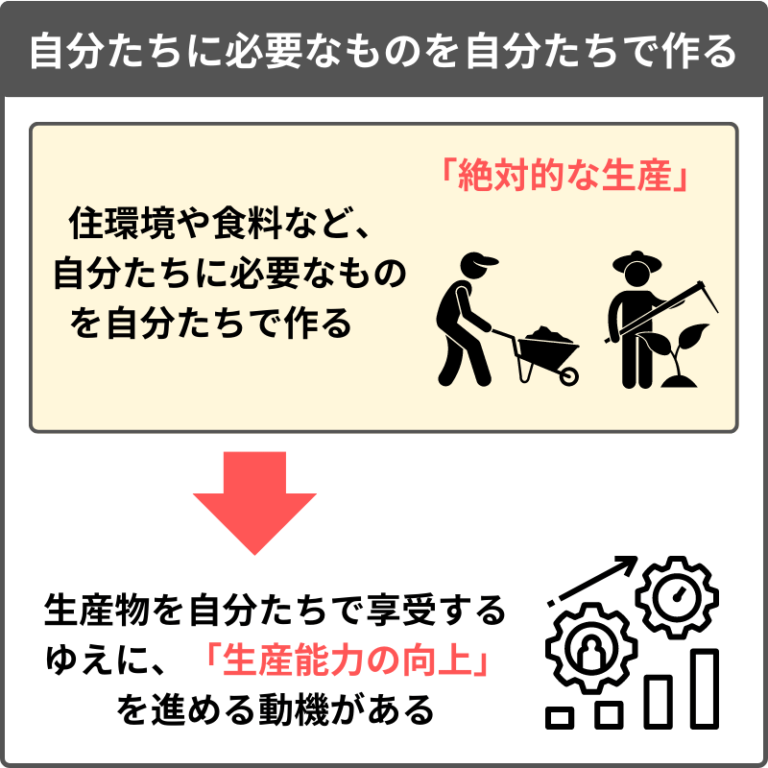 自分たちに必要なものを自分たちで作る
「絶対的な生産」
住環境や食料など、
自分たちに必要なもの
を自分たちで作る
生産物を自分たちで享受する
ゆえに、「生産能力の向上」
を進める動機がある